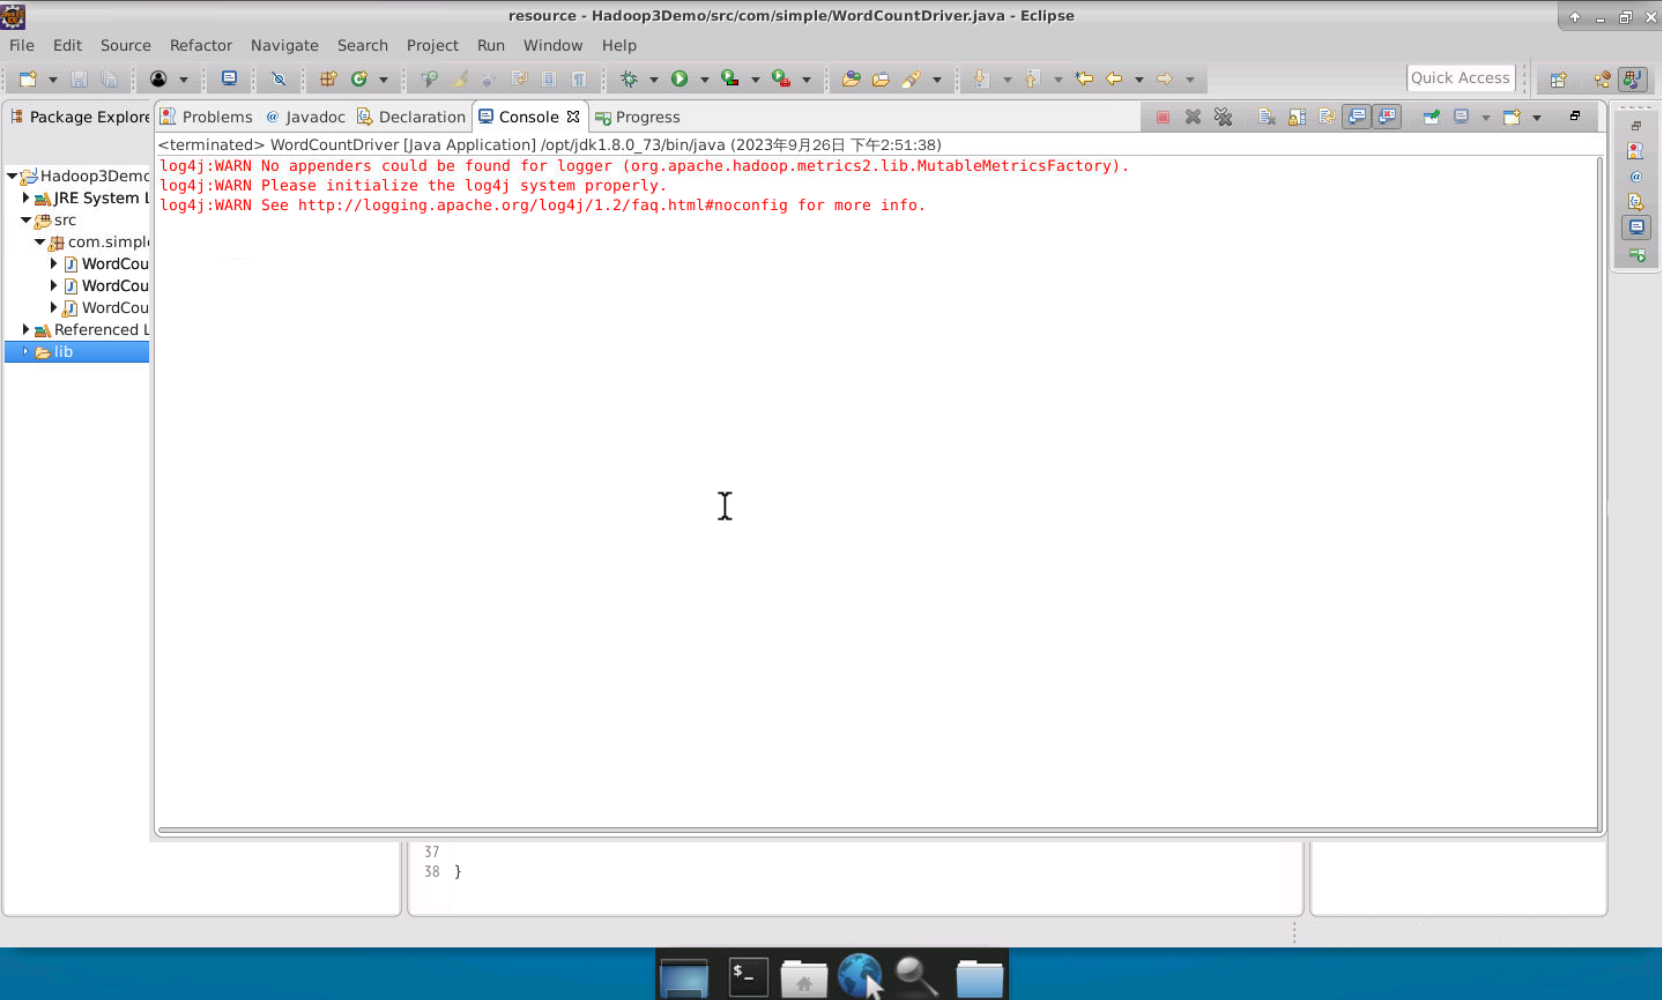 resource - Hadoop3Demo/src/com/simple/WordCountDriver.java - Eclipse
File Edit Source Refactor Navigate Search Project Run Window Help
Quick Access
Package Explore
Problems @ Javadoc Declaration Console Progress
<terminated> WordCountDriver [Java Application] /opt/jdk1.8.0_73/bin/java (2023年9月26日 下午2:51:38)
log4j:WARN No appenders could be found for logger (org.apache.hadoop.metrics2.lib.MutableMetricsFactory).
log4j:WARN Please initialize the log4j system properly.
log4j:WARN See http://logging.apache.org/log4j/1.2/faq.html#noconfig for more info.
Hadoop3Demo
JRE System L
src
com.simple
WordCou
WordCou
WordCou
Referenced L
lib
37
38 }
$_